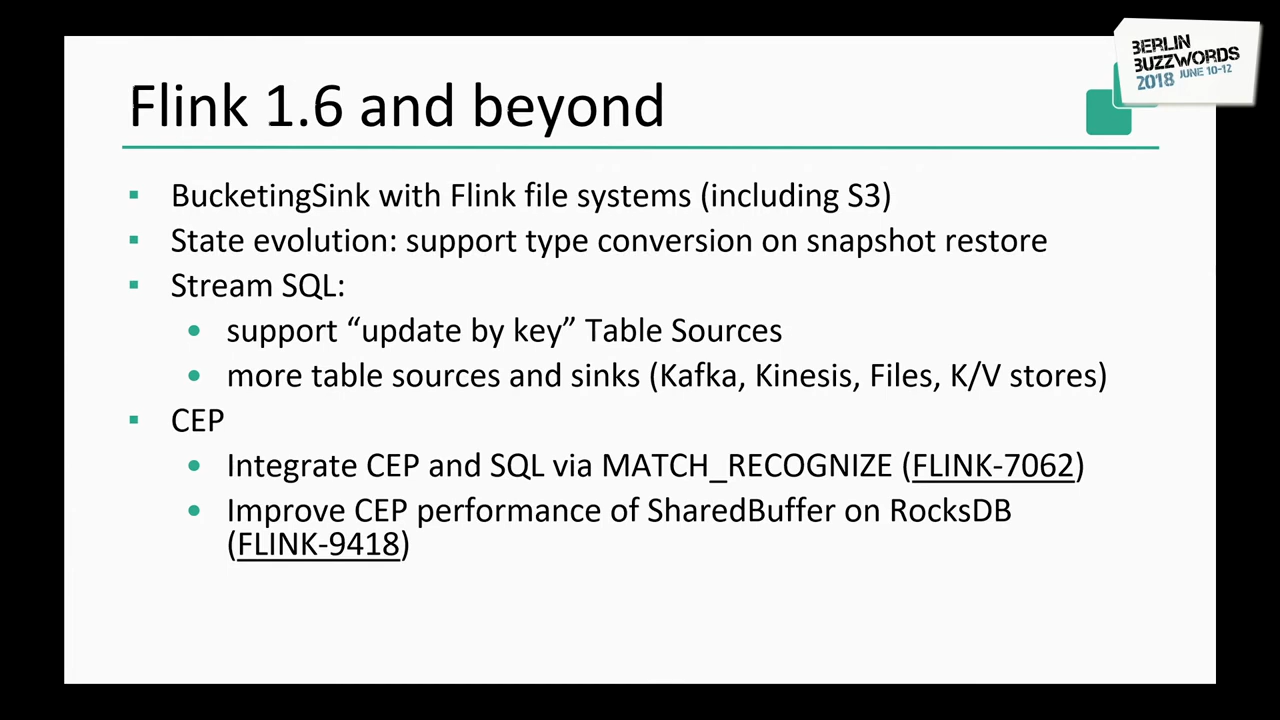 BERLIN
BUZZWORDS
2018 JUNE 10-12
Flink 1.6 and beyond
▪ BucketingSink with Flink file systems (including S3)
▪ State evolution: support type conversion on snapshot restore
▪ Stream SQL:
• support “update by key” Table Sources
• more table sources and sinks (Kafka, Kinesis, Files, K/V stores)
▪ CEP
• Integrate CEP and SQL via MATCH_RECOGNIZE (FLINK-7062)
• Improve CEP performance of SharedBuffer on RocksDB
(FLINK-9418)